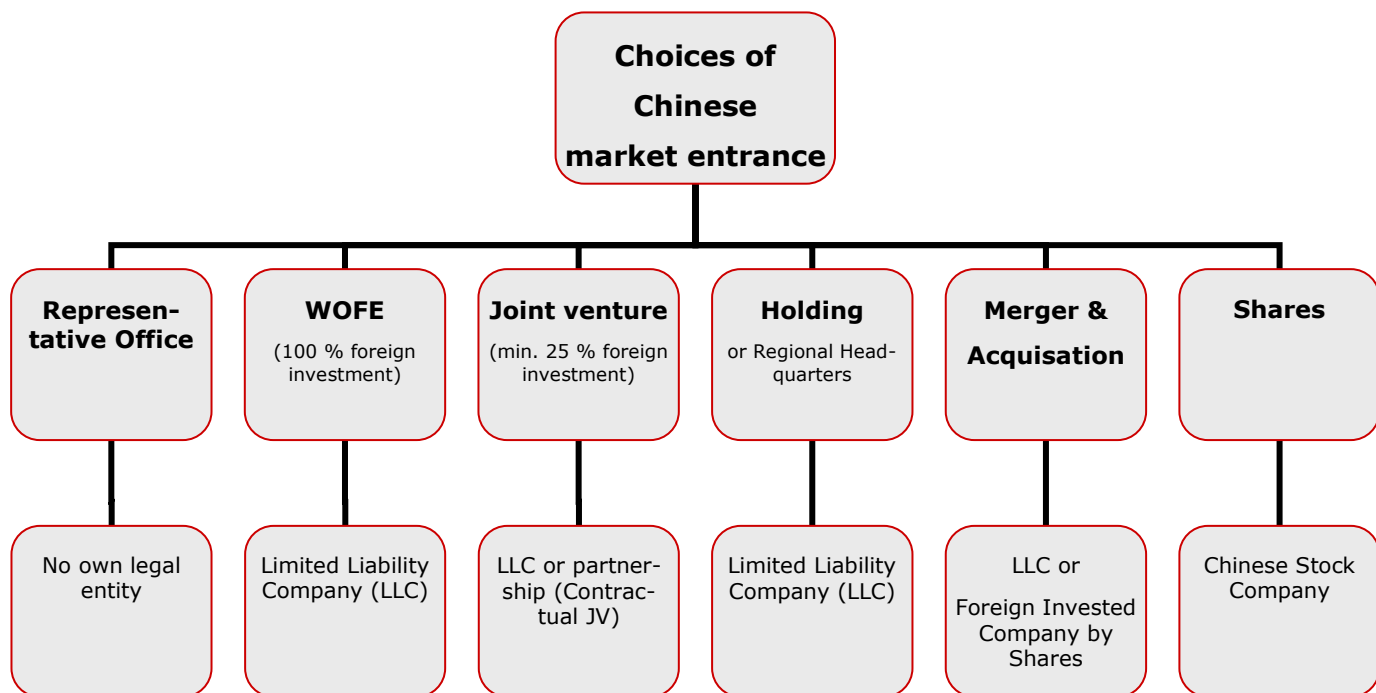 Choices of
Chinese
market entrance
Represen-
tative Office
WOFE
(100 % foreign
investment)
Joint venture
(min. 25 % foreign
investment)
Holding
or Regional Head-
quarters
Merger &
Acquisation
Shares
No own legal
entity
Limited Liability
Company (LLC)
LLC or partner-
ship (Contrac-
tual JV)
Limited Liability
Company (LLC)
LLC or
Foreign Invested
Company by
Shares
Chinese Stock
Company